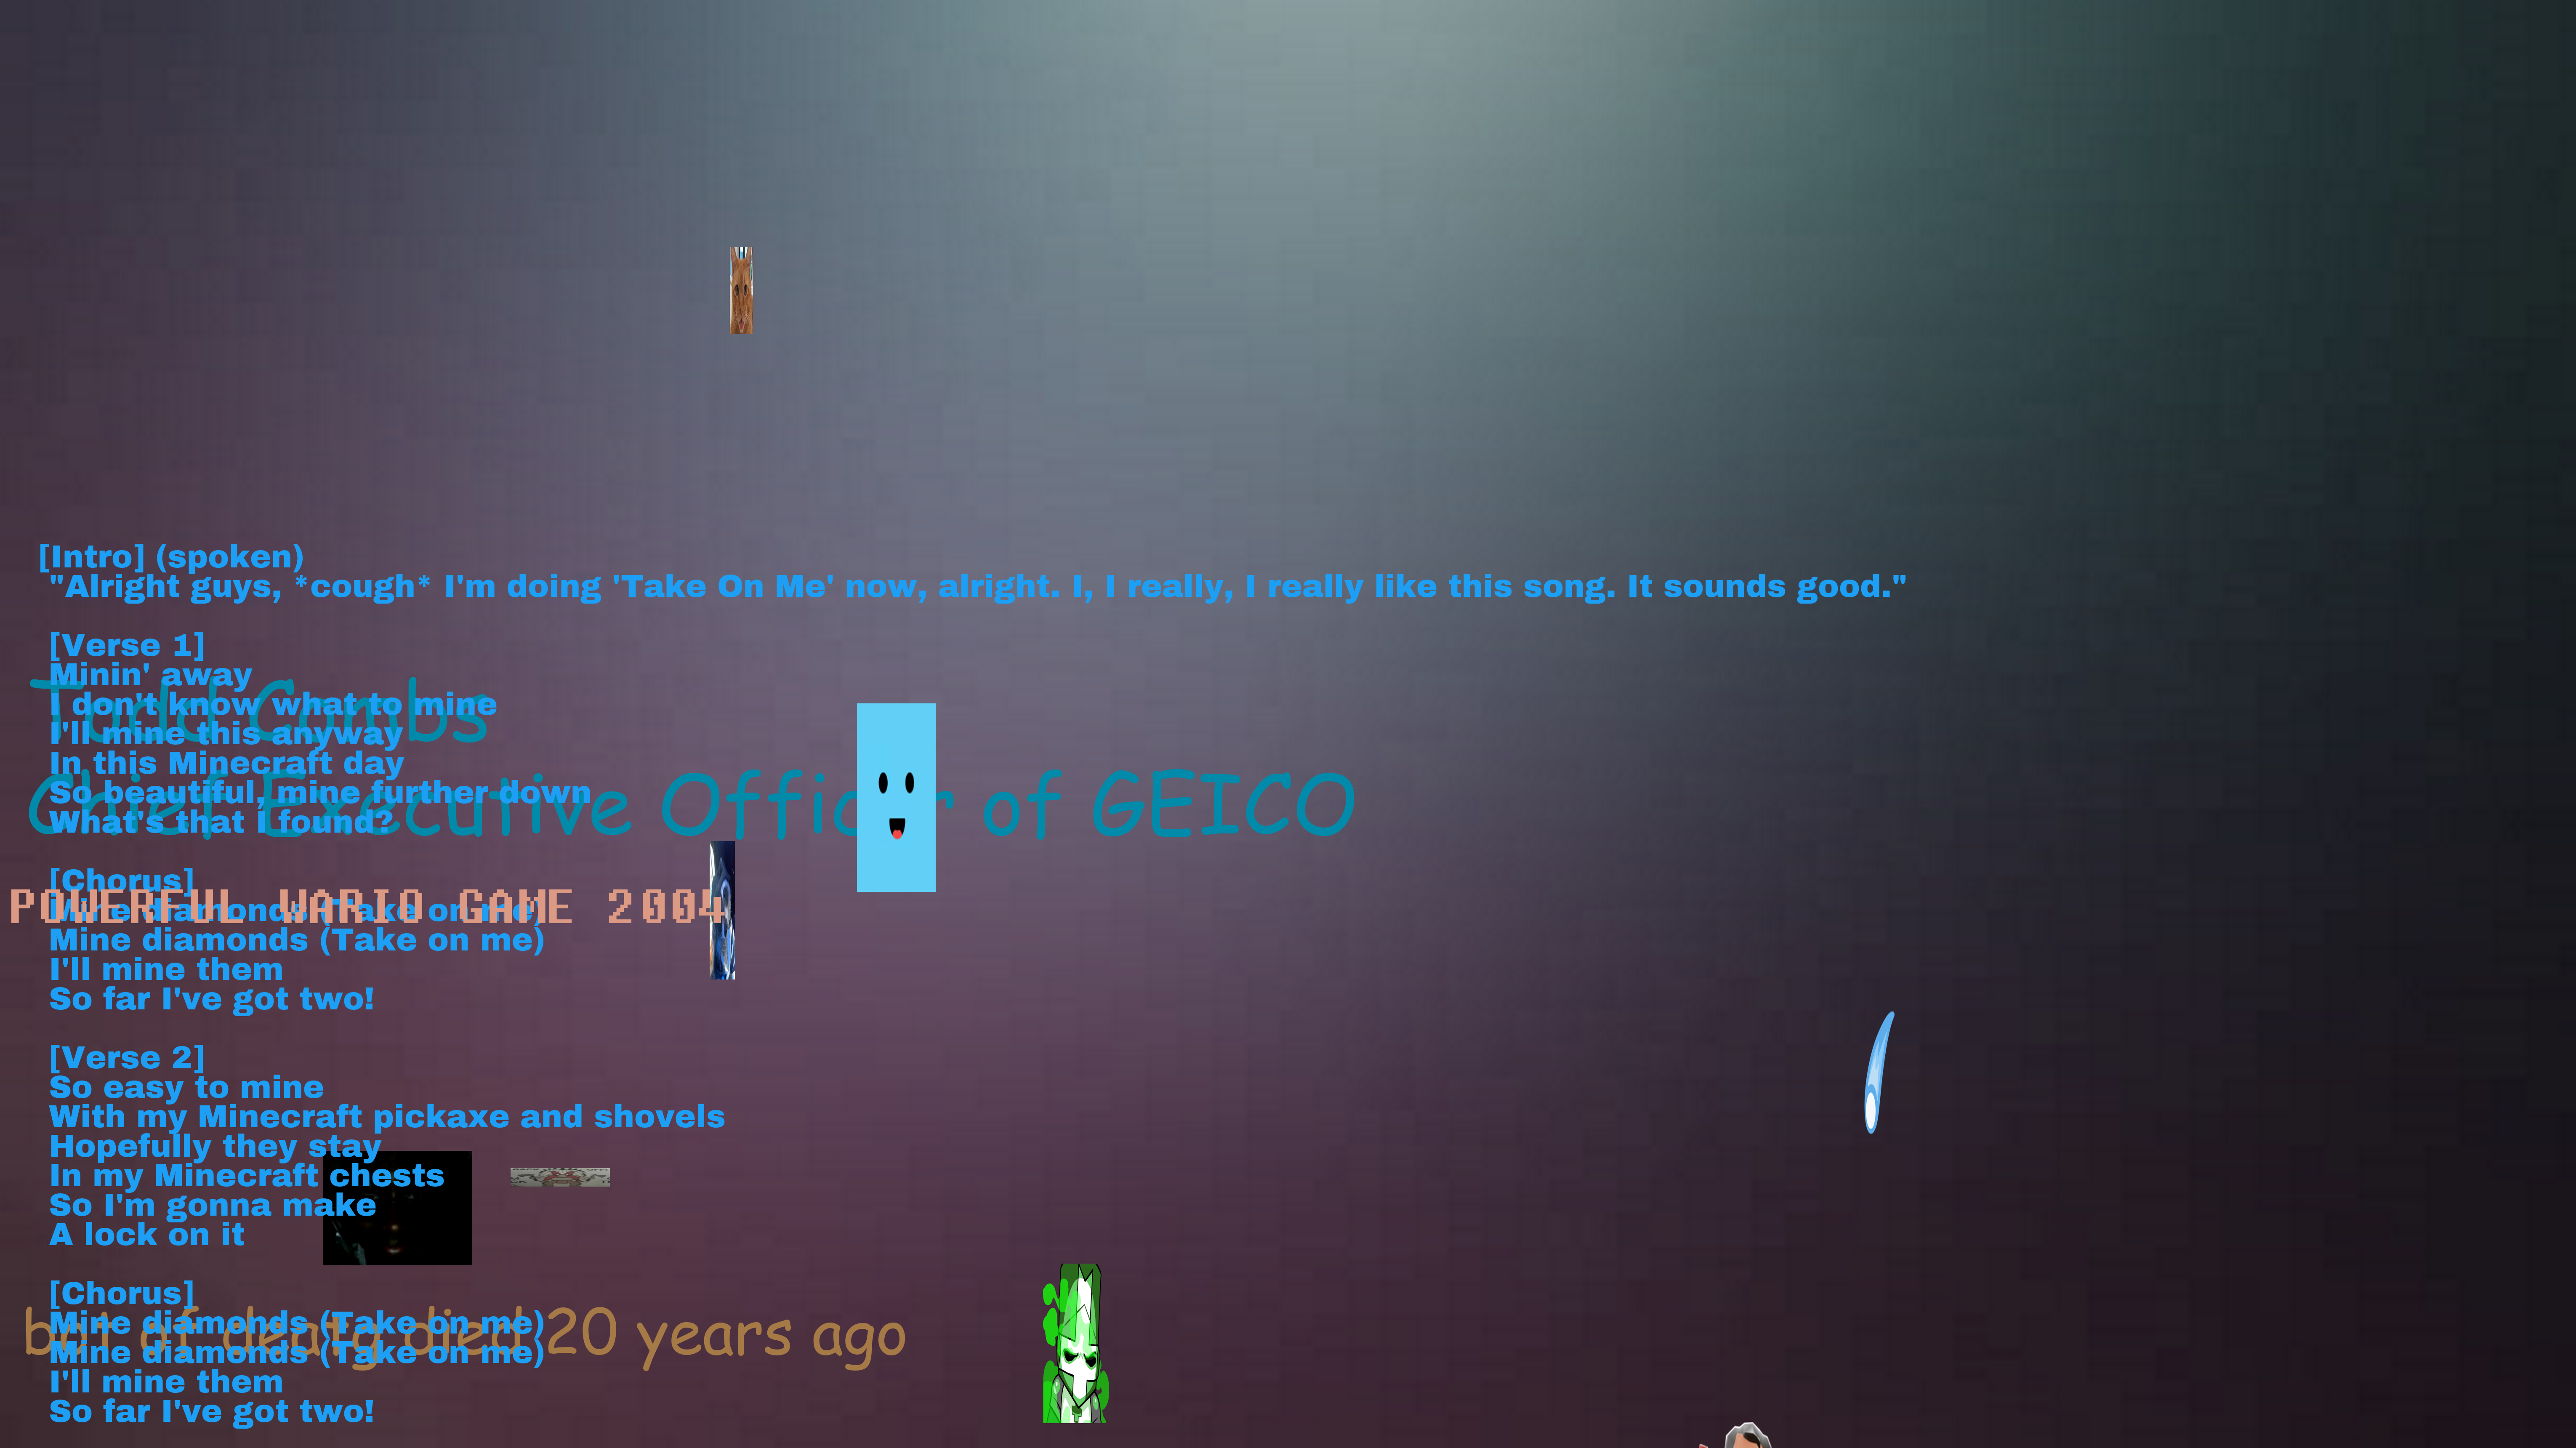 [Intro] (spoken)
"Alright guys, *cough* I'm doing 'Take On Me' now, alright. I, I really, I really like this song. It sounds good."
[Verse 1]
Minin' away
I don't know what to mine
I'll mine this anyway
In this Minecraft day
So beautiful, mine further down
What's that I found?
Todd Combs
Chief Executive Officer of GEICO
[Chorus]
Mine diamonds (Take on me)
Mine diamonds (Take on me)
I'll mine them
So far I've got two!
POWERFUL WARIO GAME 2004
[Verse 2]
So easy to mine
With my Minecraft pickaxe and shovels
Hopefully they stay
In my Minecraft chests
So I'm gonna make
A lock on it
[Chorus]
Mine diamonds (Take on me)
Mine diamonds (Take on me)
I'll mine them
So far I've got two!
of deatg died 20 years ago